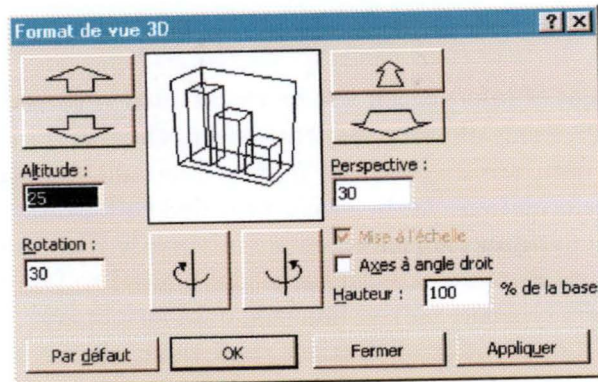 Format de vue 3D
Altitude :
25
Rotation :
30
Perspective :
30
Mise à l'échelle
Axes à angle droit
Hauteur : 100 % de la base
Par défaut OK Fermer Appliquer